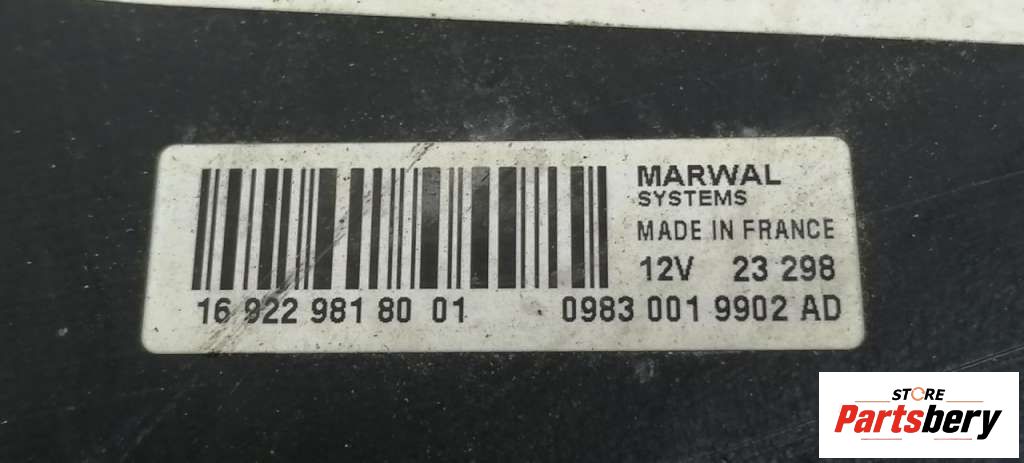 MARWAL
SYSTEMS
MADE IN FRANCE
12V 23 298
16 922 981 80 01 0983 001 9902 AD
STORE
Partsbery